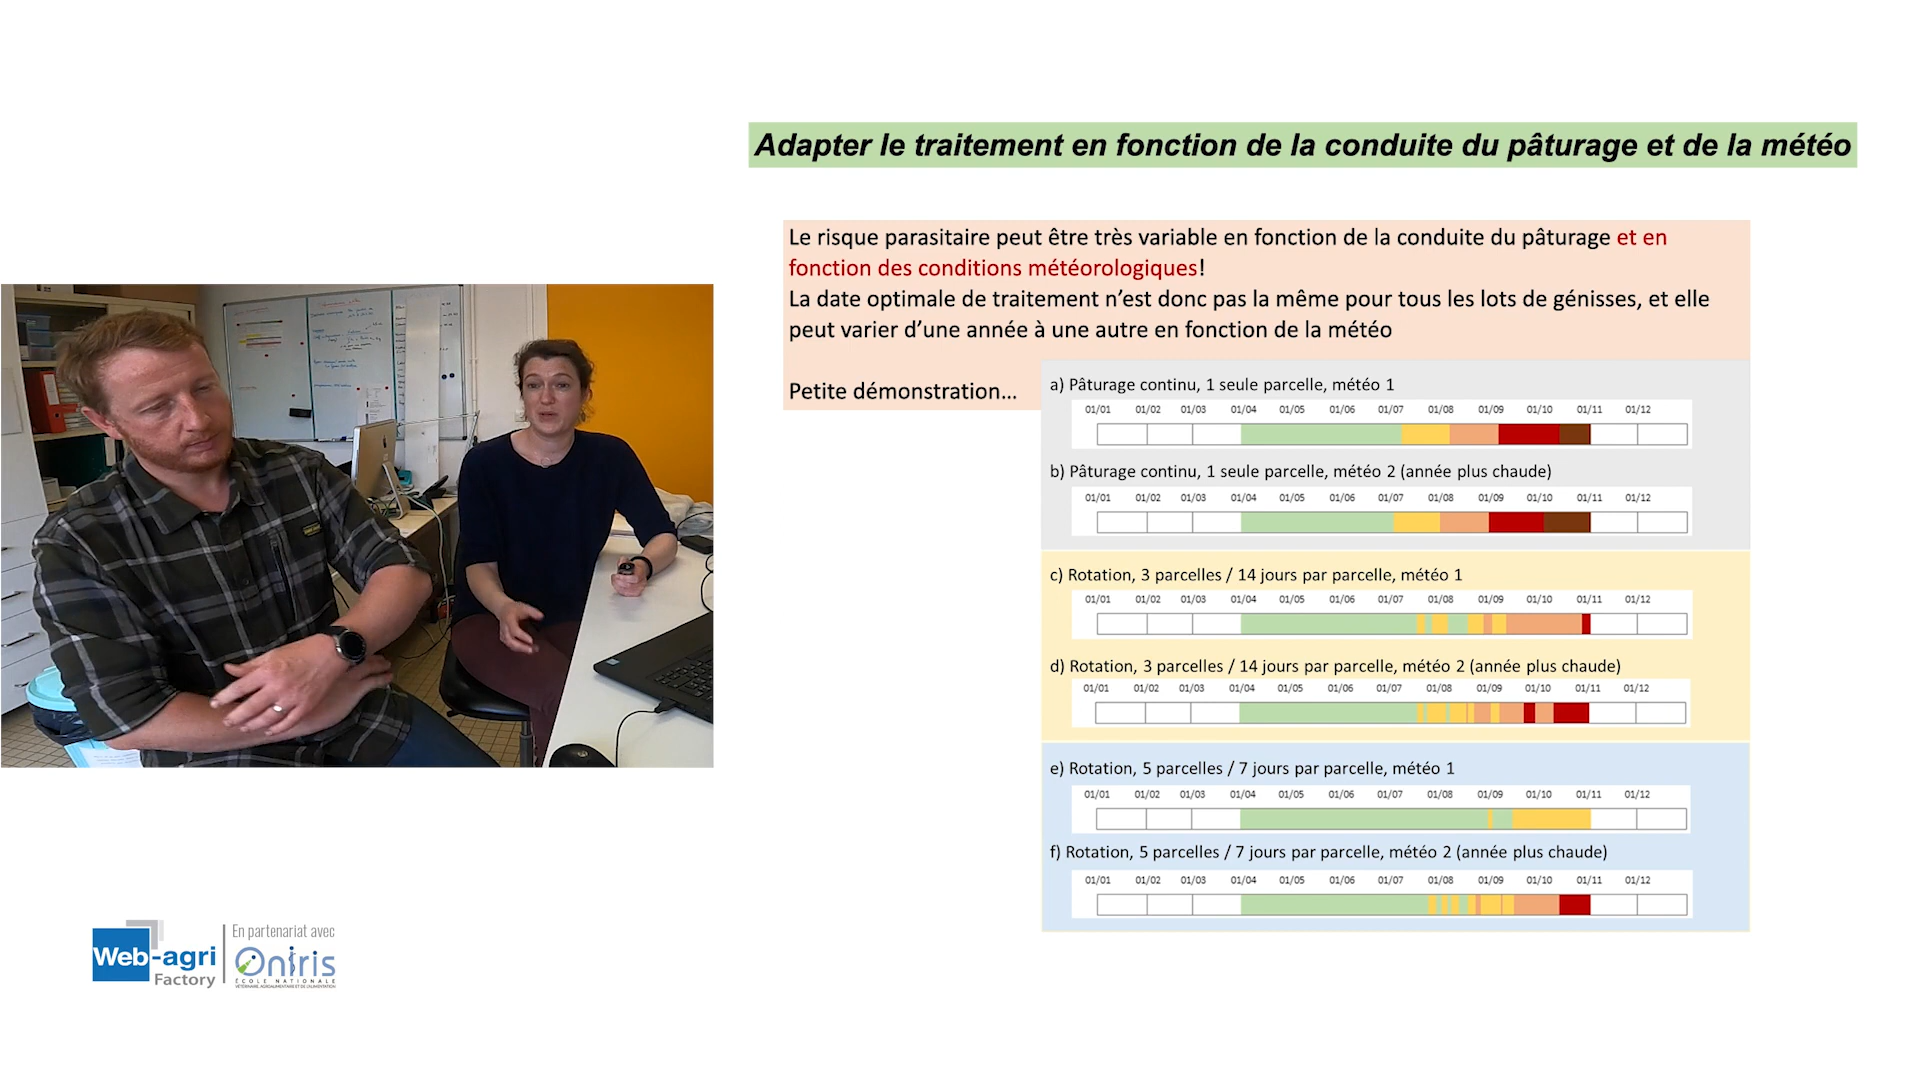 Adapter le traitement en fonction de la conduite du pâturage et de la météo
Le risque parasitaire peut être très variable en fonction de la conduite du pâturage et en
fonction des conditions météorologiques!
La date optimale de traitement n’est donc pas la même pour tous les lots de génisses, et elle
peut varier d’une année à une autre en fonction de la météo
Petite démonstration…
a) Pâturage continu, 1 seule parcelle, météo 1
01/01 01/02 01/03 01/04 01/05 01/06 01/07 01/08 01/09 01/10 01/11 01/12
b) Pâturage continu, 1 seule parcelle, météo 2 (année plus chaude)
01/01 01/02 01/03 01/04 01/05 01/06 01/07 01/08 01/09 01/10 01/11 01/12
c) Rotation, 3 parcelles / 14 jours par parcelle, météo 1
01/01 01/02 01/03 01/04 01/05 01/06 01/07 01/08 01/09 01/10 01/11 01/12
d) Rotation, 3 parcelles / 14 jours par parcelle, météo 2 (année plus chaude)
01/01 01/02 01/03 01/04 01/05 01/06 01/07 01/08 01/09 01/10 01/11 01/12
e) Rotation, 5 parcelles / 7 jours par parcelle, météo 1
01/01 01/02 01/03 01/04 01/05 01/06 01/07 01/08 01/09 01/10 01/11 01/12
f) Rotation, 5 parcelles / 7 jours par parcelle, météo 2 (année plus chaude)
01/01 01/02 01/03 01/04 01/05 01/06 01/07 01/08 01/09 01/10 01/11 01/12
Web-agri
Factory
En partenariat avec
Oniris
ÉCOLE NATIONALE
VÉTÉRINAIRE, AGROALIMENTAIRE ET DE L'ALIMENTATION